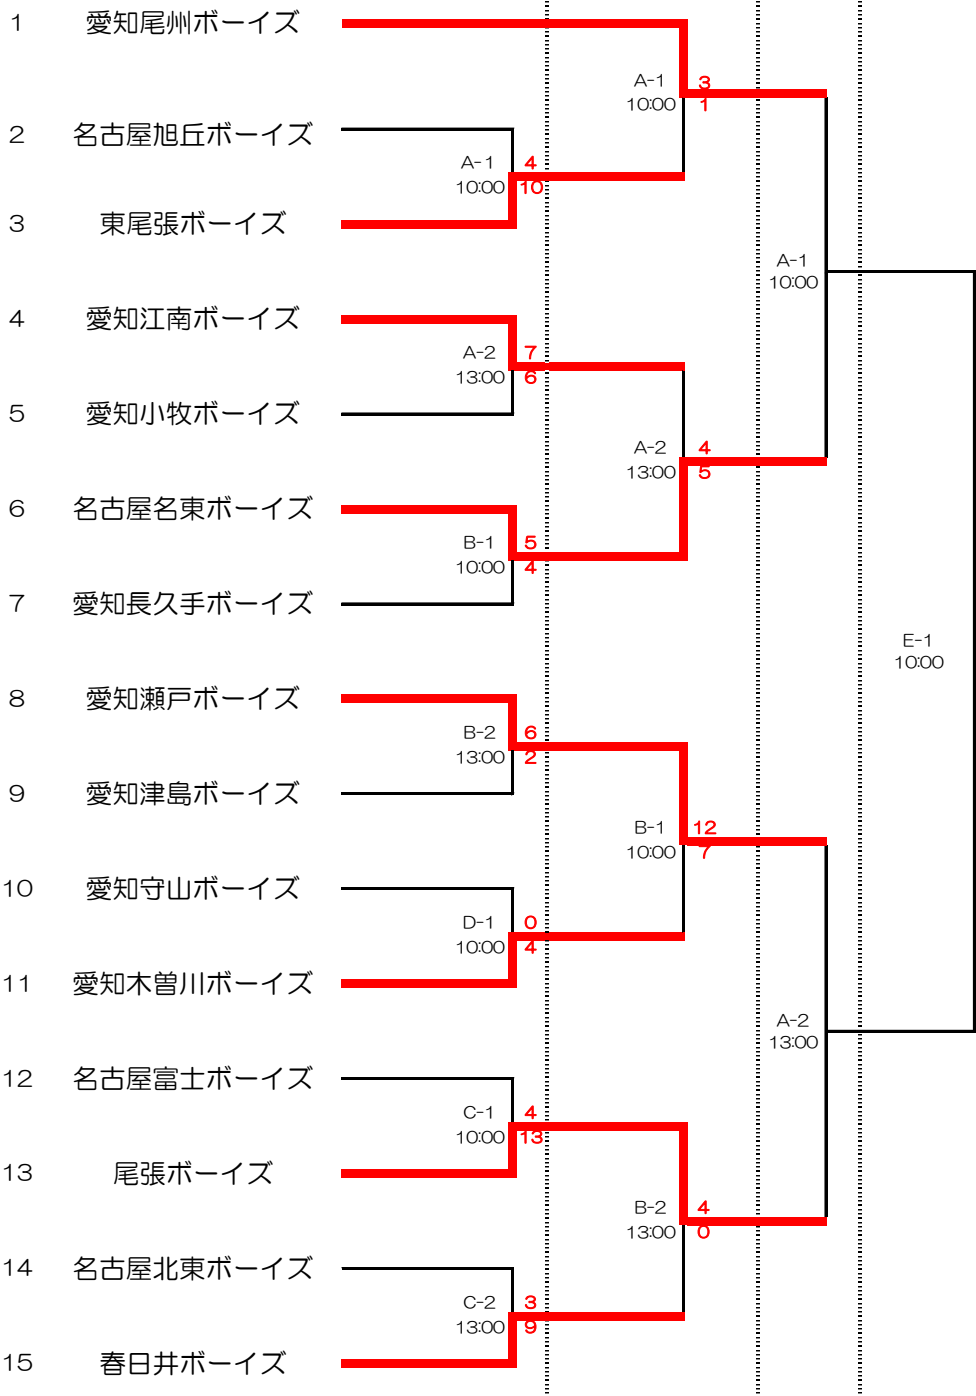 1 愛知尾州ボーイズ
A-1 3
10:00 1
2 名古屋旭丘ボーイズ
A-1 4
10:00 10
3 東尾張ボーイズ
A-1
10:00
4 愛知江南ボーイズ
A-2 7
13:00 6
5 愛知小牧ボーイズ
A-2 4
13:00 5
6 名古屋名東ボーイズ
B-1 5
10:00 4
7 愛知長久手ボーイズ
E-1
10:00
8 愛知瀬戸ボーイズ
B-2 6
13:00 2
9 愛知津島ボーイズ
B-1 12
10:00 7
10 愛知守山ボーイズ
D-1 0
10:00 4
11 愛知木曽川ボーイズ
A-2
13:00
12 名古屋富士ボーイズ
C-1 4
10:00 13
13 尾張ボーイズ
B-2 4
13:00 0
14 名古屋北東ボーイズ
C-2 3
13:00 9
15 春日井ボーイズ